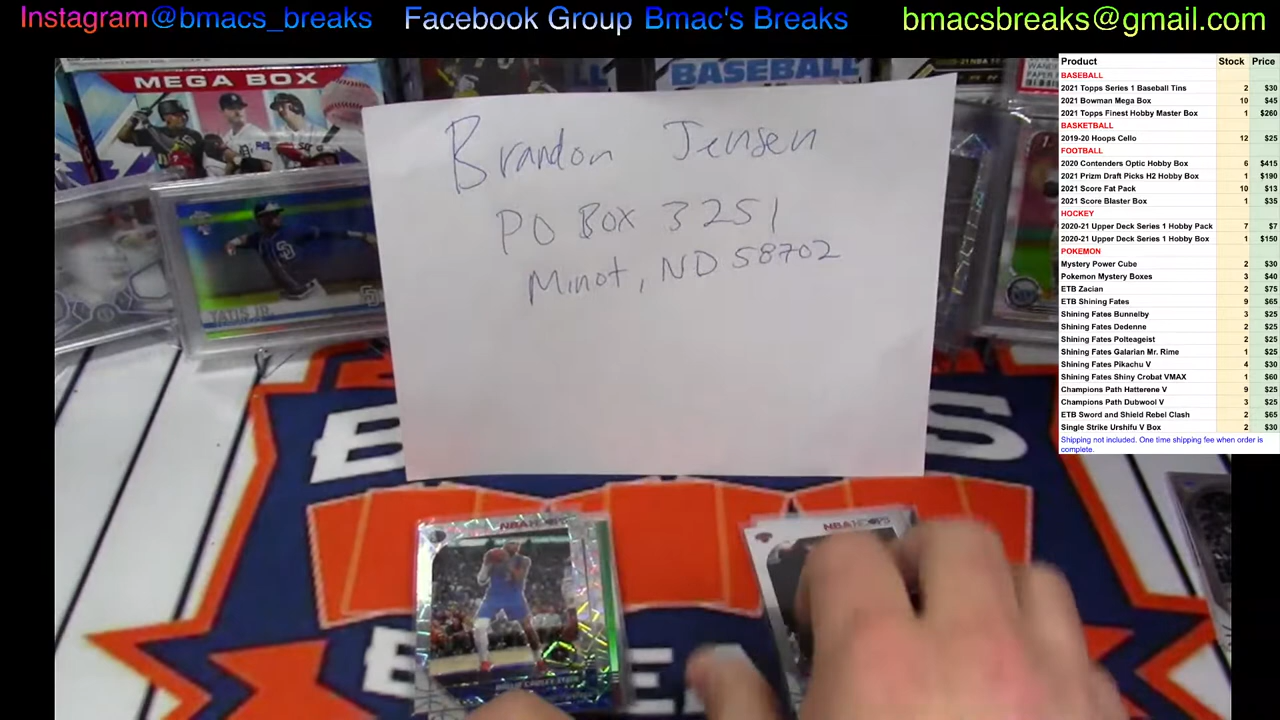 Instagram@bmacs_breaks Facebook Group Bmac's Breaks bmacsbreaks@gmail.com
MEGA BOX
BASEBALL
TATIS JR.
Brandon Jensen
PO Box 3251
Minot, ND 58702
NBA HOOPS
NBA HOOPS
Product Stock Price
BASEBALL
2021 Topps Series 1 Baseball Tins 2 $30
2021 Bowman Mega Box 10 $45
2021 Topps Finest Hobby Master Box 1 $260
BASKETBALL
2019-20 Hoops Cello 12 $25
FOOTBALL
2020 Contenders Optic Hobby Box 6 $415
2021 Prizm Draft Picks H2 Hobby Box 1 $190
2021 Score Fat Pack 10 $13
2021 Score Blaster Box 1 $35
HOCKEY
2020-21 Upper Deck Series 1 Hobby Pack 7 $7
2020-21 Upper Deck Series 1 Hobby Box 1 $150
POKEMON
Mystery Power Cube 2 $30
Pokemon Mystery Boxes 3 $40
ETB Zacian 2 $75
ETB Shining Fates 9 $65
Shining Fates Bunnelby 3 $25
Shining Fates Dedenne 2 $25
Shining Fates Polteageist 2 $25
Shining Fates Galarian Mr. Rime 1 $25
Shining Fates Pikachu V 4 $30
Shining Fates Shiny Crobat VMAX 1 $60
Champions Path Hatterene V 9 $25
Champions Path Dubwool V 3 $25
ETB Sword and Shield Rebel Clash 2 $65
Single Strike Urshifu V Box 2 $30
Shipping not included. One time shipping fee when order is
complete.